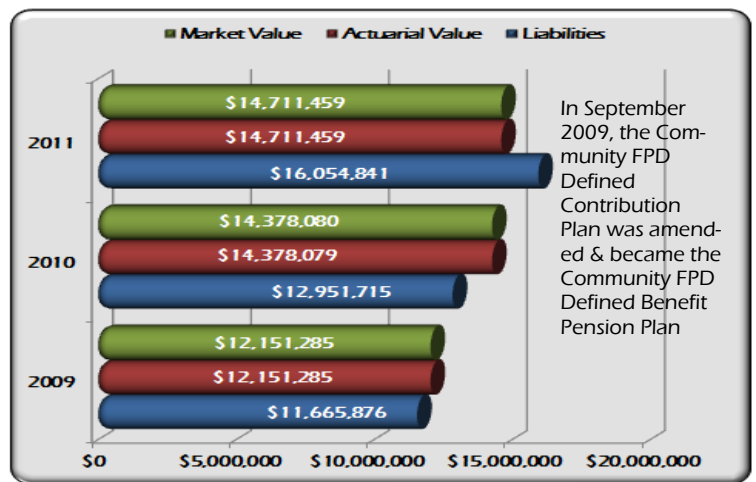 Market Value Actuarial Value Liabilities
2011
$14,711,459
$14,711,459
$16,054,841
In September
2009, the Com-
munity FPD
Defined
Contribution
Plan was amend-
ed & became the
Community FPD
Defined Benefit
Pension Plan
2010
$14,378,080
$14,378,079
$12,951,715
2009
$12,151,285
$12,151,285
$11,665,876
$0 $5,000,000 $10,000,000 $15,000,000 $20,000,000